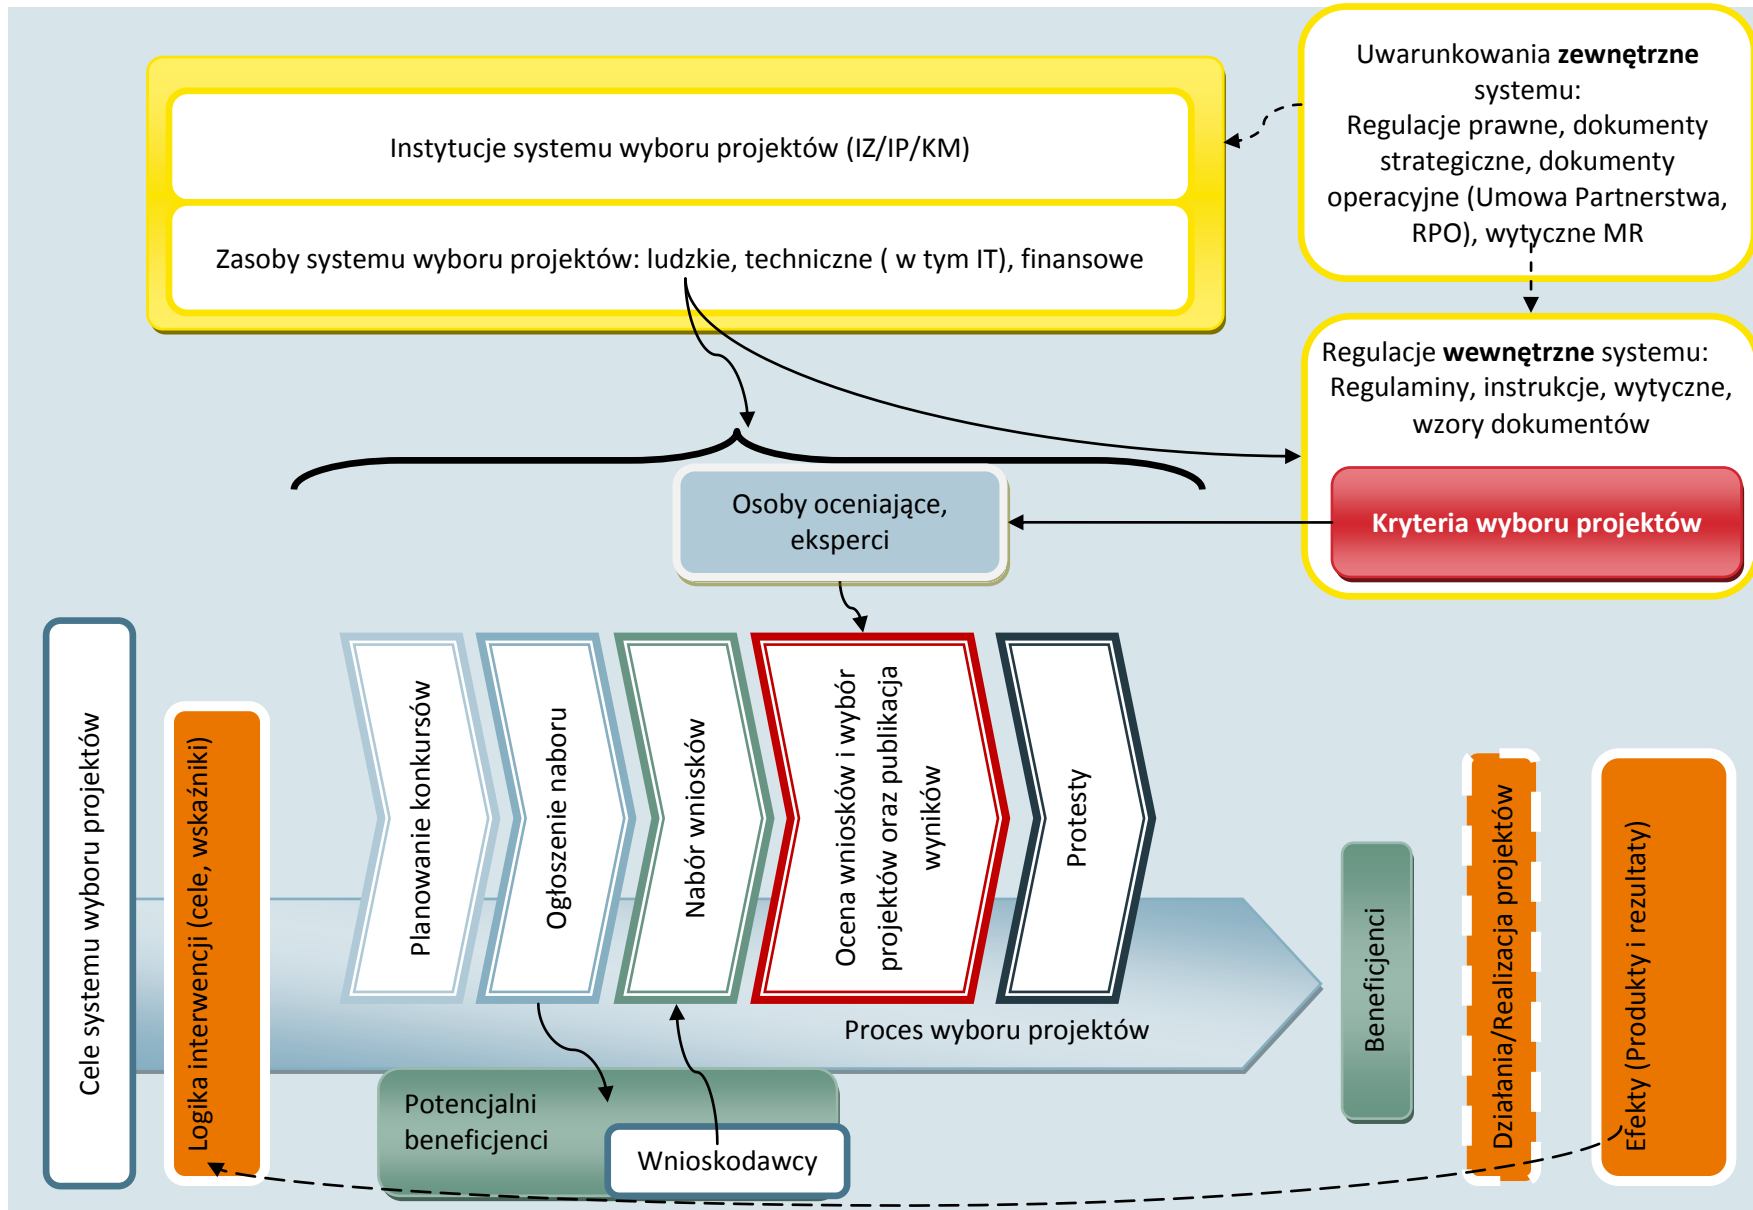 Uwarunkowania zewnętrzne
systemu:
Regulacje prawne, dokumenty
strategiczne, dokumenty
operacyjne (Umowa Partnerstwa,
RPO), wytyczne MR
Instytucje systemu wyboru projektów (IZ/IP/KM)
Zasoby systemu wyboru projektów: ludzkie, techniczne ( w tym IT), finansowe
Regulacje wewnętrzne systemu:
Regulaminy, instrukcje, wytyczne,
wzory dokumentów
Kryteria wyboru projektów
Osoby oceniające,
eksperci
Cele systemu wyboru projektów
Logika interwencji (cele, wskaźniki)
Planowanie konkursów
Ogłoszenie naboru
Nabór wniosków
Ocena wniosków i wybór
projektów oraz publikacja
wyników
Protesty
Proces wyboru projektów
Beneficjenci
Działania/Realizacja projektów
Efekty (Produkty i rezultaty)
Potencjalni
beneficjenci
Wnioskodawcy